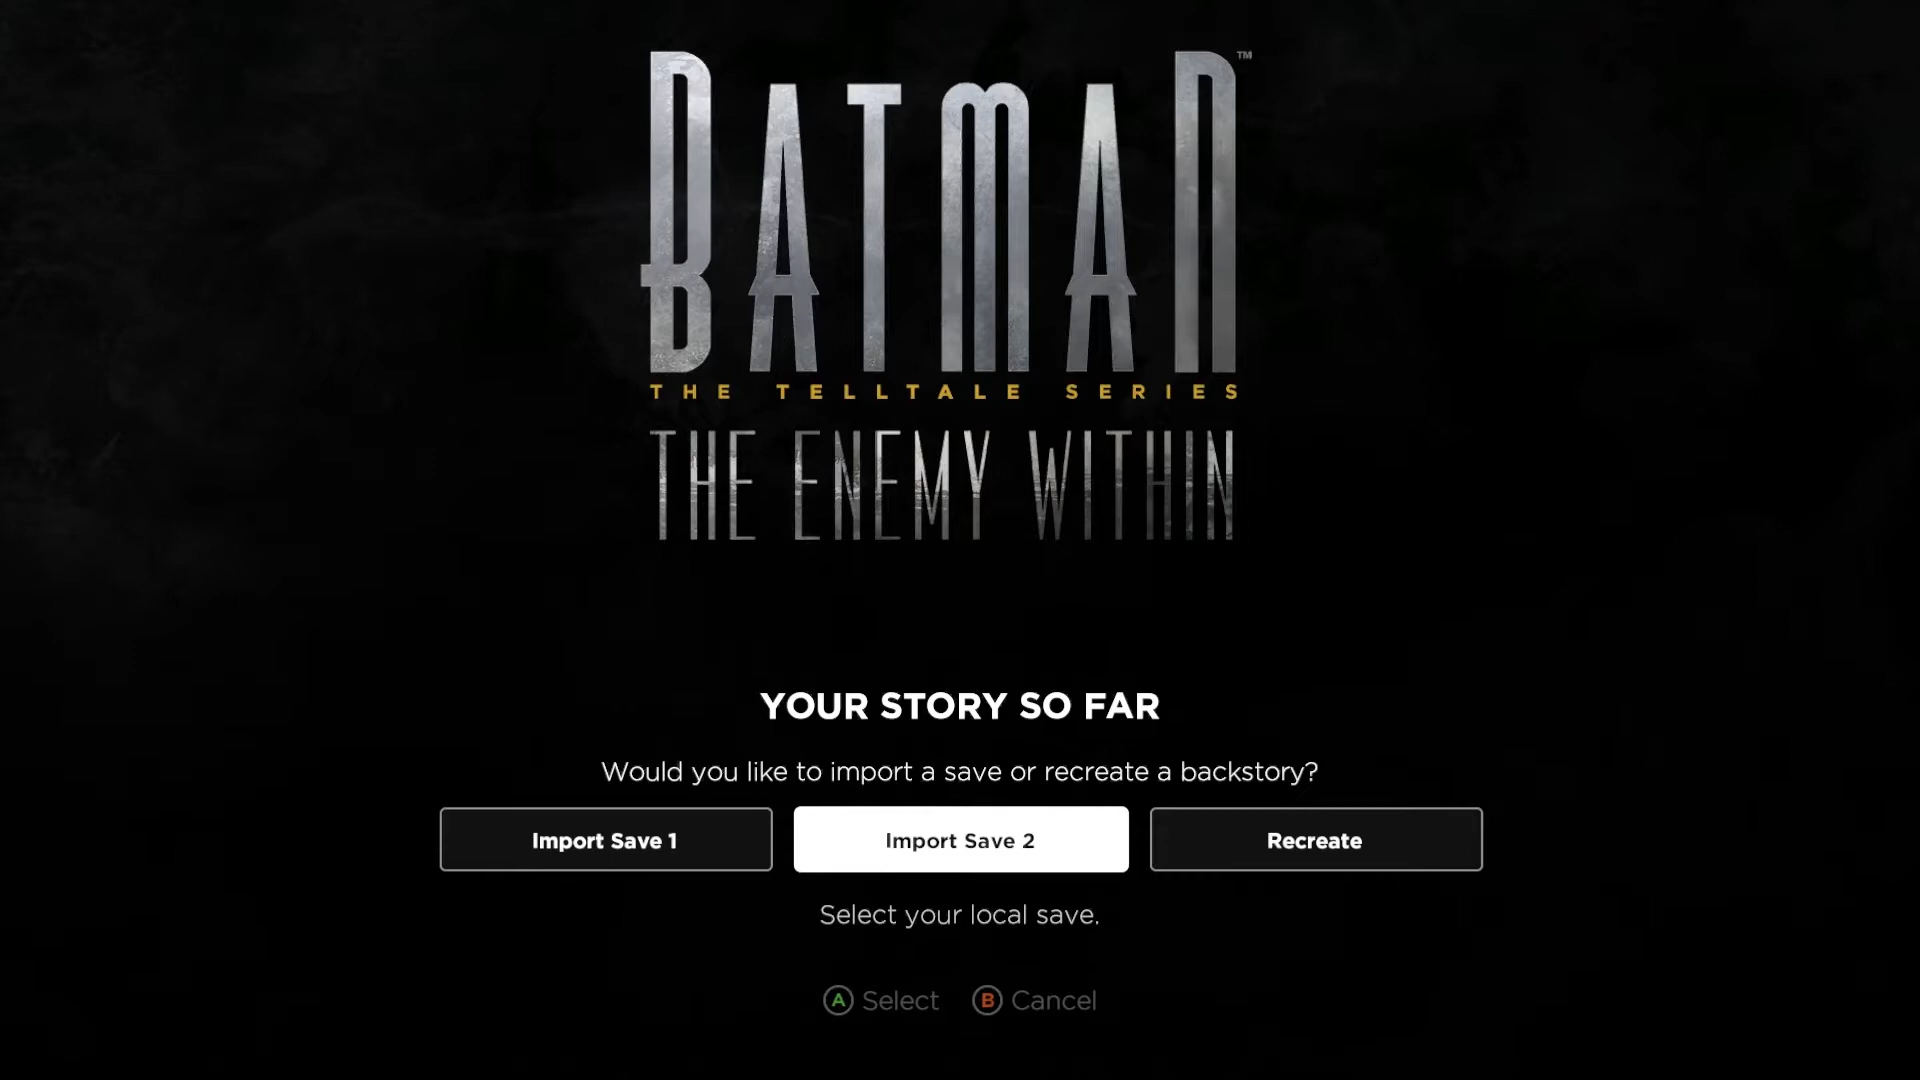 BATMAN™
THE TELLTALE SERIES
THE ENEMY WITHIN
YOUR STORY SO FAR
Would you like to import a save or recreate a backstory?
Import Save 1 Import Save 2 Recreate
Select your local save.
A Select B Cancel